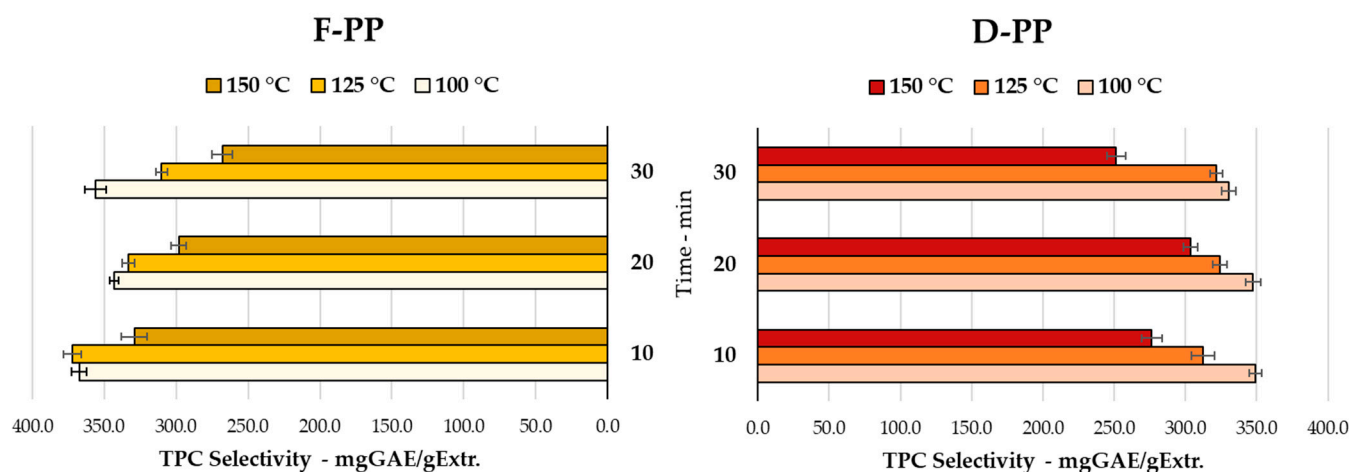 F-PP
150 °C 125 °C 100 °C
30
20
10
400.0 350.0 300.0 250.0 200.0 150.0 100.0 50.0 0.0
TPC Selectivity - mgGAE/gExtr.
D-PP
150 °C 125 °C 100 °C
Time - min
30
20
10
0.0 50.0 100.0 150.0 200.0 250.0 300.0 350.0 400.0
TPC Selectivity - mgGAE/gExtr.